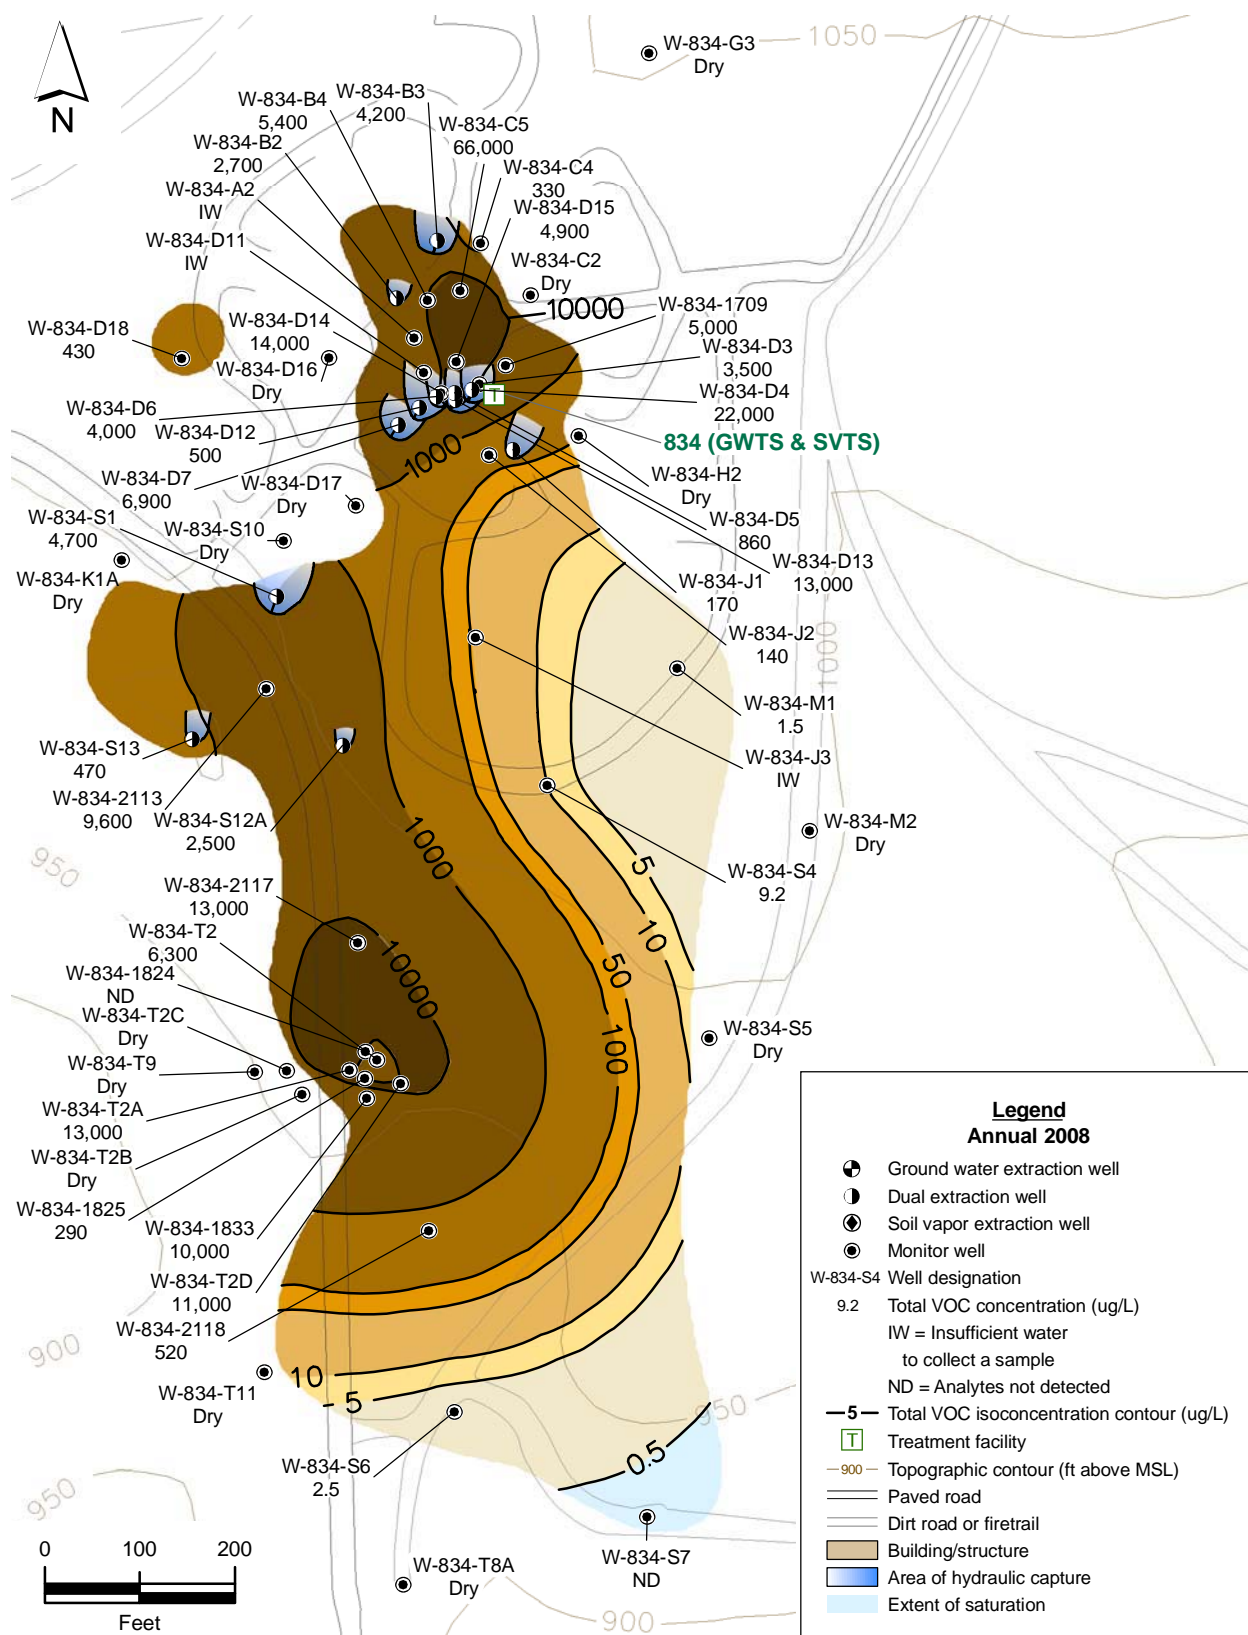 1050
W-834-G3
Dry
N
W-834-B3
4,200
W-834-B4
5,400
W-834-C5
66,000
W-834-B2
2,700
W-834-C4
330
W-834-A2
IW
W-834-D15
4,900
W-834-D11
IW
W-834-C2
Dry
10000
W-834-1709
5,000
W-834-D18
430
W-834-D14
14,000
W-834-D3
3,500
W-834-D16
Dry
W-834-D4
22,000
T
W-834-D6
4,000
W-834-D12
500
834 (GWTS & SVTS)
1000
W-834-H2
Dry
W-834-D7
6,900
W-834-D17
Dry
W-834-S1
4,700
W-834-S10
Dry
W-834-D5
860
W-834-D13
13,000
W-834-K1A
Dry
W-834-J1
170
W-834-J2
140
1000
W-834-M1
1.5
W-834-S13
470
W-834-J3
IW
W-834-2113
9,600
W-834-S12A
2,500
W-834-M2
Dry
1000
950
5
W-834-S4
9.2
W-834-2117
13,000
W-834-T2
6,300
10
10000
50
W-834-1824
ND
W-834-T2C
Dry
100
W-834-S5
Dry
W-834-T9
Dry
W-834-T2A
13,000
W-834-T2B
Dry
W-834-1825
290
W-834-1833
10,000
W-834-T2D
11,000
W-834-2118
520
900
W-834-T11
Dry
10
5
950
0.5
W-834-S6
2.5
950
W-834-S7
ND
W-834-T8A
Dry
900
0 100 200
Feet
Legend
Annual 2008
Ground water extraction well
Dual extraction well
Soil vapor extraction well
Monitor well
W-834-S4 Well designation
9.2 Total VOC concentration (ug/L)
IW = Insufficient water
to collect a sample
ND = Analytes not detected
5 Total VOC isoconcentration contour (ug/L)
T Treatment facility
900 Topographic contour (ft above MSL)
Paved road
Dirt road or firetrail
Building/structure
Area of hydraulic capture
Extent of saturation